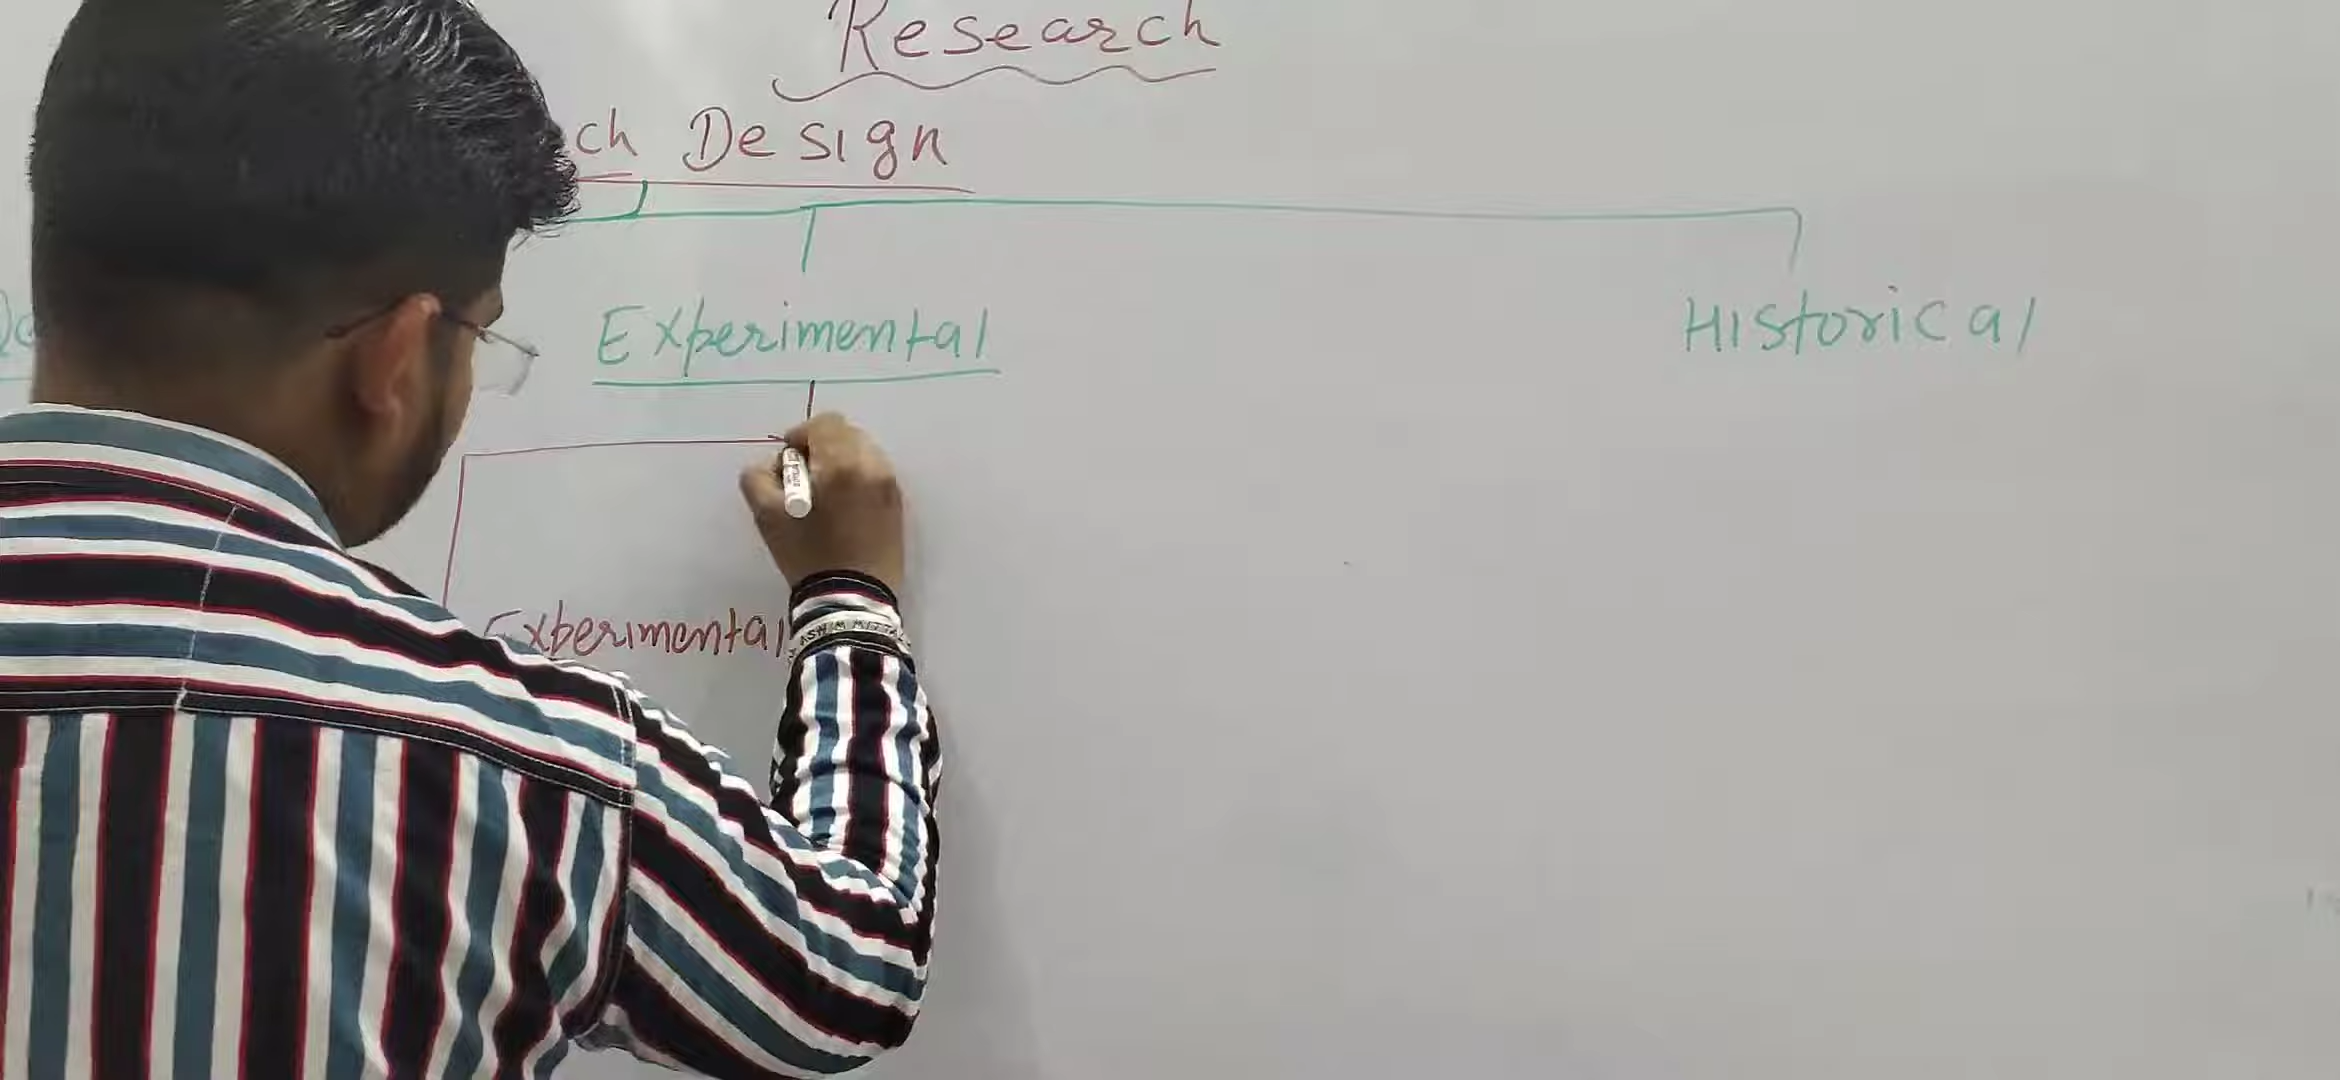 Research
ch Design
Experimental
Historical
Experimental